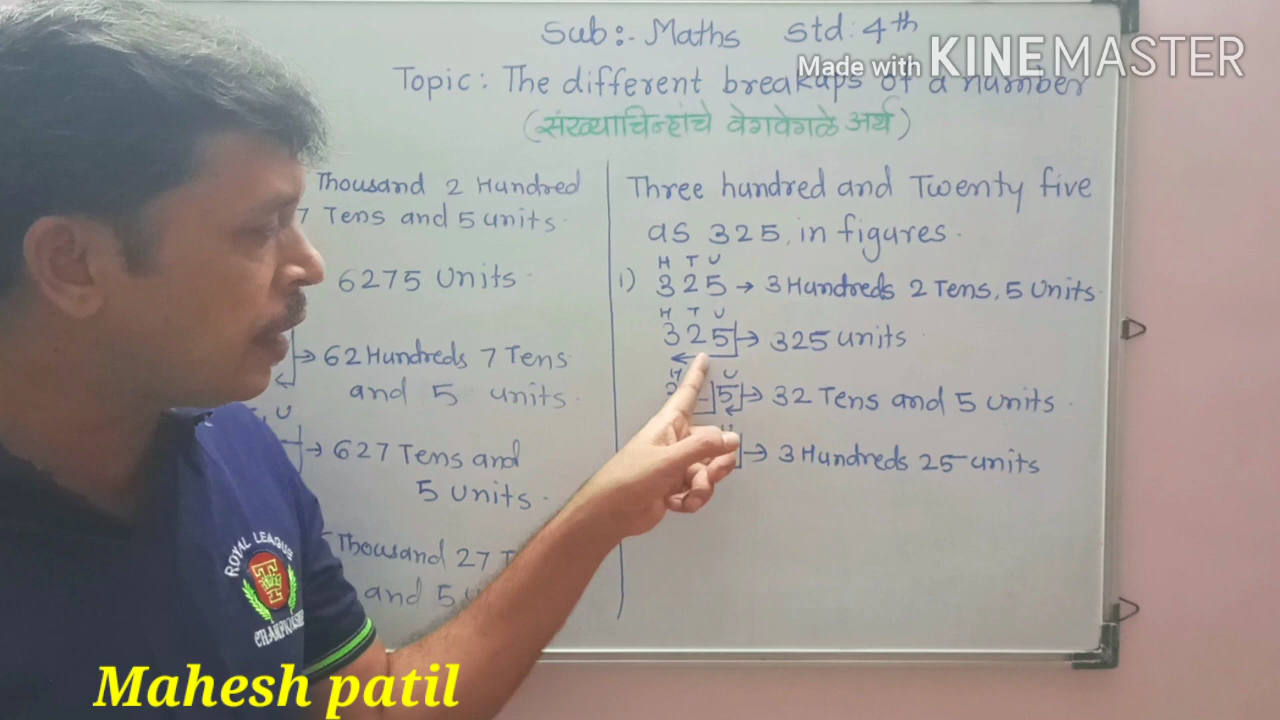 Sub:- Maths Std: 4th
Made with KINEMASTER
Topic: The different breakups of a number
(संख्याचिन्हांचे वेगवेगळे अर्थ)
Thousand 2 Hundred
7 Tens and 5 units.
6275 Units.
→ 62 Hundreds 7 Tens
and 5 units.
U
→ 627 Tens and
5 Units.
Thousand 27 T
and 5
Three hundred and Twenty five
as 325, in figures.
H T U
1) 325 → 3 Hundreds 2 Tens, 5 Units.
H T U
325 → 325 units
H U
5 → 32 Tens and 5 units.
→ 3 Hundreds 25 units
ROYAL LEAGUE
Mahesh patil